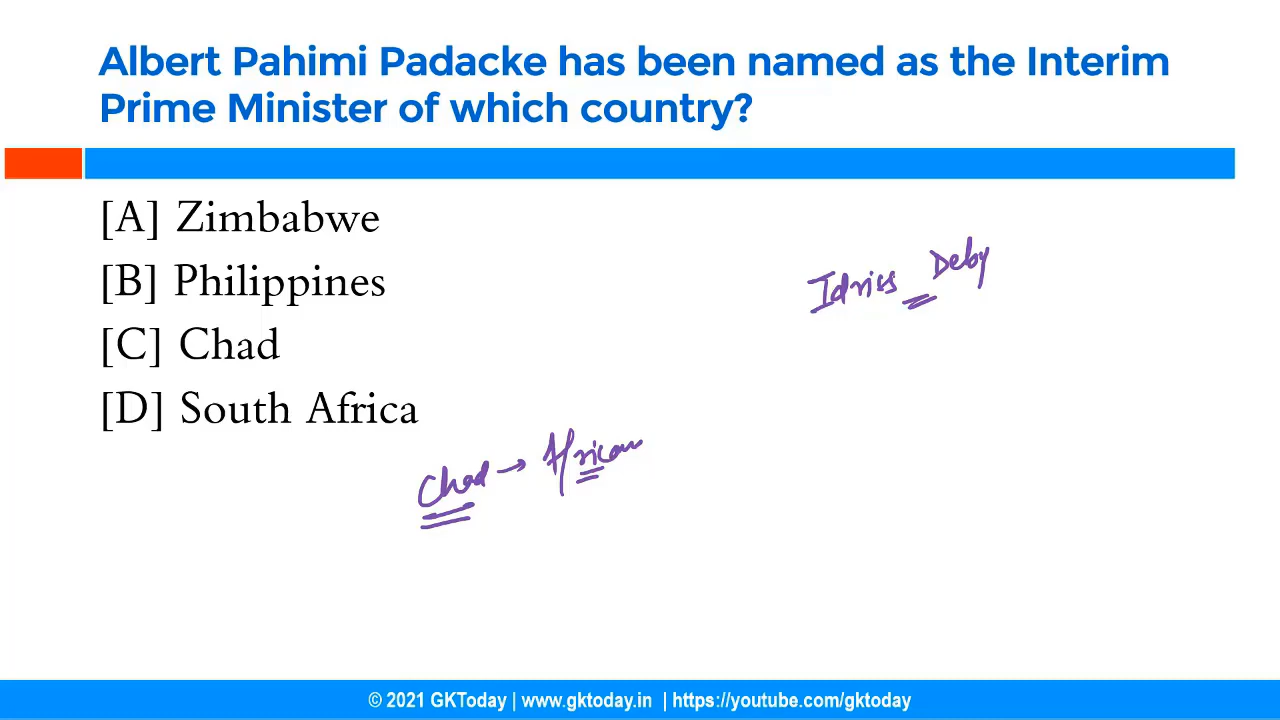 Albert Pahimi Padacke has been named as the Interim
Prime Minister of which country?
[A] Zimbabwe
[B] Philippines
[C] Chad
[D] South Africa
Idriss Deby
Chad → African
© 2021 GKToday | www.gktoday.in | https://youtube.com/gktoday